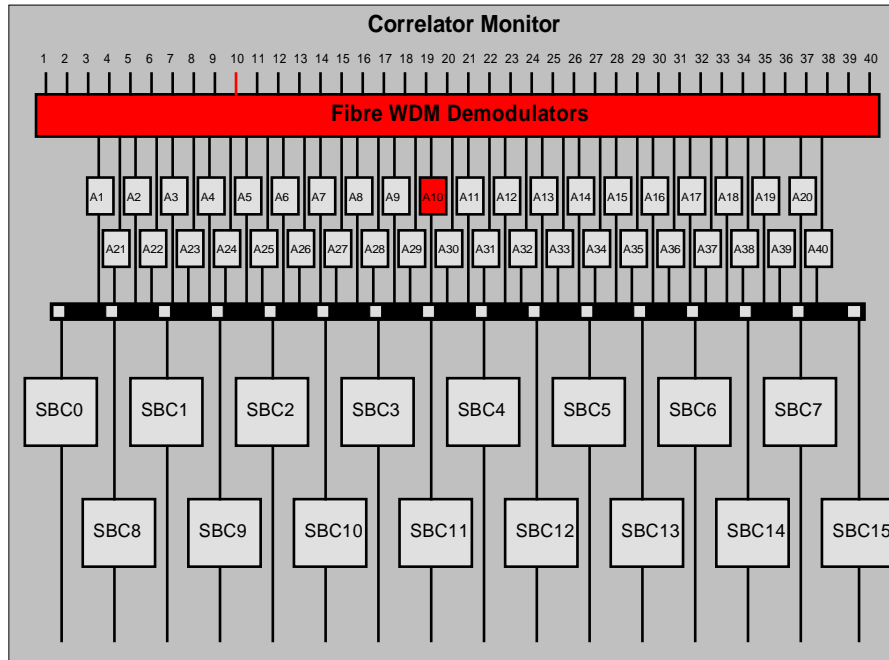 Correlator Monitor
1 2 3 4 5 6 7 8 9 10 11 12 13 14 15 16 17 18 19 20 21 22 23 24 25 26 27 28 29 30 31 32 33 34 35 36 37 38 39 40
Fibre WDM Demodulators
A1 A2 A3 A4 A5 A6 A7 A8 A9 A10 A11 A12 A13 A14 A15 A16 A17 A18 A19 A20
A21 A22 A23 A24 A25 A26 A27 A28 A29 A30 A31 A32 A33 A34 A35 A36 A37 A38 A39 A40
SBC0 SBC1 SBC2 SBC3 SBC4 SBC5 SBC6 SBC7
SBC8 SBC9 SBC10 SBC11 SBC12 SBC13 SBC14 SBC15